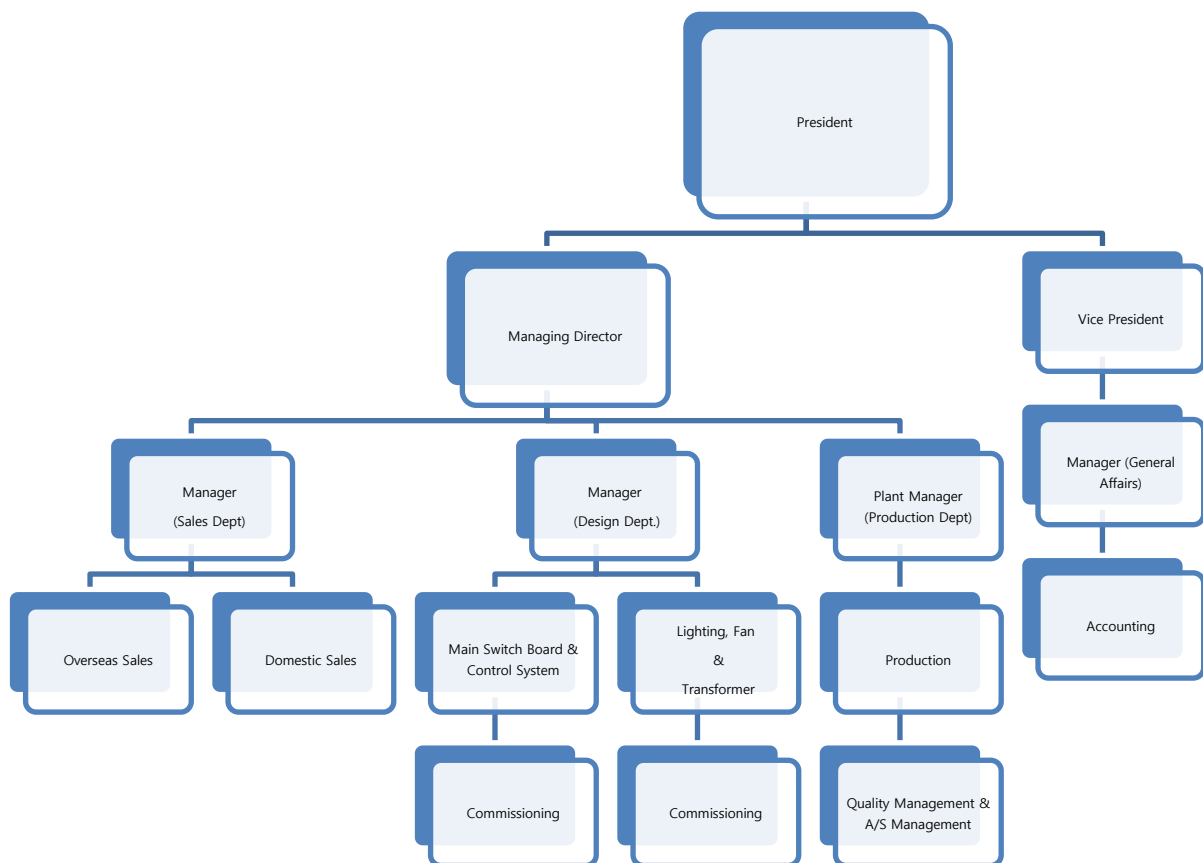 President
Managing Director
Vice President
Manager
(Sales Dept)
Manager
(Design Dept.)
Plant Manager
(Production Dept)
Manager (General
Affairs)
Overseas Sales
Domestic Sales
Main Switch Board &
Control System
Lighting, Fan
&
Transformer
Production
Accounting
Commissioning
Commissioning
Quality Management &
A/S Management